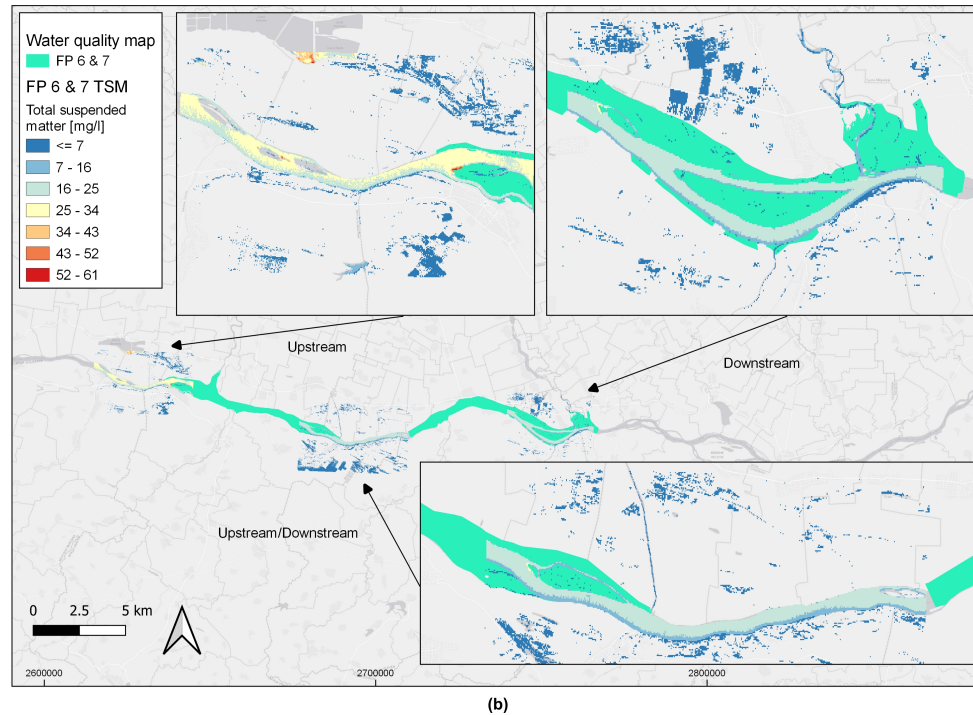 Water quality map
FP 6 & 7
FP 6 & 7 TSM
Total suspended
matter [mg/l]
<= 7
7 - 16
16 - 25
25 - 34
34 - 43
43 - 52
52 - 61
Upstream
Downstream
Upstream/Downstream
0 2.5 5 km
2600000 2700000 2800000
(b)